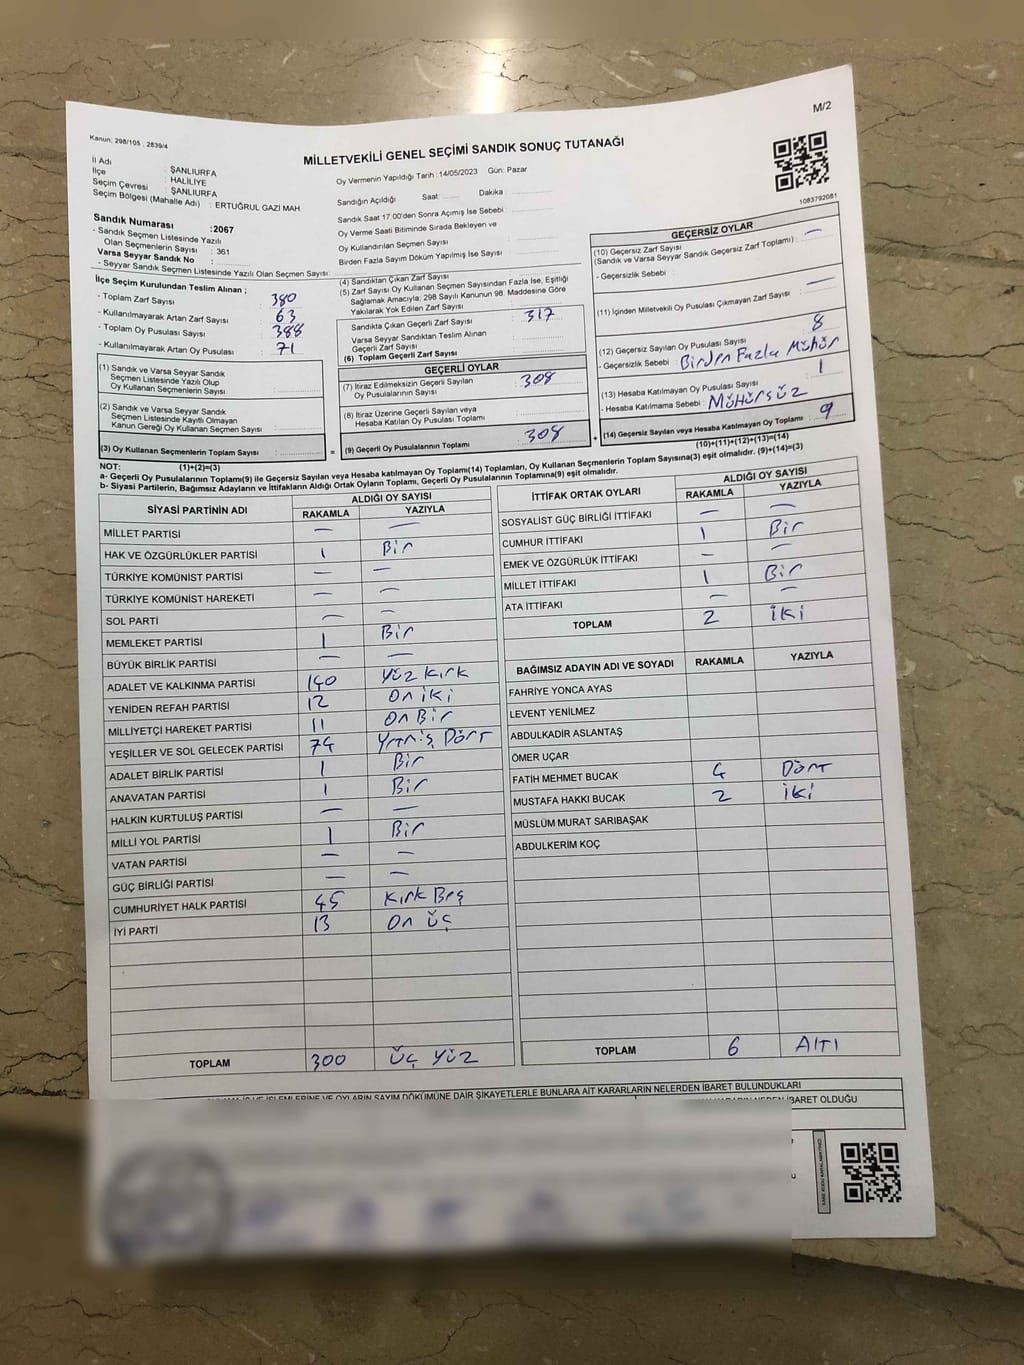 M/2
Kanun: 298/105 , 2839/4
MİLLETVEKİLİ GENEL SEÇİMİ SANDIK SONUÇ TUTANAĞI
1083792081
İl Adı : ŞANLIURFA
İlçe : HALİLİYE
Seçim Çevresi : ŞANLIURFA
Seçim Bölgesi (Mahalle Adı) : ERTUĞRUL GAZİ MAH.
Sandık Numarası :2067
- Sandık Seçmen Listesinde Yazılı
Olan Seçmenlerin Sayısı : 361
Varsa Seyyar Sandık No :
- Seyyar Sandık Seçmen Listesinde Yazılı Olan Seçmen Sayısı:
Oy Vermenin Yapıldığı Tarih :14/05/2023 Gün: Pazar
Sandığın Açıldığı Saat: Dakika :
Sandık Saat 17:00'den Sonra Açımış İse Sebebi :
Oy Verme Saati Bitiminde Sırada Bekleyen ve
Oy Kullandırılan Seçmen Sayısı :
Birden Fazla Sayım Döküm Yapılmış İse Sayısı :
İlçe Seçim Kurulundan Teslim Alınan ;
- Toplam Zarf Sayısı : 380
- Kullanılmayarak Artan Zarf Sayısı : 63
- Toplam Oy Pusulası Sayısı : 388
- Kullanılmayarak Artan Oy Pusulası : 71
(1) Sandık ve Varsa Seyyar Sandık
Seçmen Listesinde Yazılı Olup
Oy Kullanan Seçmenlerin Sayısı :
(2) Sandık ve Varsa Seyyar Sandık
Seçmen Listesinde Kayıtlı Olmayan
Kanun Gereği Oy Kullanan Seçmen Sayısı :
(3) Oy Kullanan Seçmenlerin Toplam Sayısı :
(4) Sandıktan Çıkan Zarf Sayısı :
(5) Zarf Sayısı Oy Kullanan Seçmen Sayısından Fazla İse, Eşitliği
Sağlamak Amacıyla; 298 Sayılı Kanunun 98. Maddesine Göre
Yakılarak Yok Edilen Zarf Sayısı :
Sandıkta Çıkan Geçerli Zarf Sayısı : 317
Varsa Seyyar Sandıktan Teslim Alınan
Geçerli Zarf Sayısı :
(6) Toplam Geçerli Zarf Sayısı :
GEÇERLİ OYLAR
(7) İtiraz Edilmeksizin Geçerli Sayılan
Oy Pusulalarının Sayısı : 308
(8) İtiraz Üzerine Geçerli Sayılan veya
Hesaba Katılan Oy Pusulası Toplamı :
= (9) Geçerli Oy Pusulalarının Toplamı : 308 +
GEÇERSİZ OYLAR
(10) Geçersiz Zarf Sayısı : —
(Sandık ve Varsa Seyyar Sandık Geçersiz Zarf Toplamı)
- Geçersizlik Sebebi :
(11) İçinden Milletvekili Oy Pusulası Çıkmayan Zarf Sayısı : —
(12) Geçersiz Sayılan Oy Pusulası Sayısı : 8
- Geçersizlik Sebebi : Birden Fazla Mühür
(13) Hesaba Katılmayan Oy Pusulası Sayısı : 1
- Hesaba Katılmama Sebebi : Mühürsüz
(14) Geçersiz Sayılan veya Hesaba Katılmayan Oy Toplamı : 9
(10)+(11)+(12)+(13)=(14)
NOT: (1)+(2)=(3)
a- Geçerli Oy Pusulalarının Toplamı(9) ile Geçersiz Sayılan veya Hesaba katılmayan Oy Toplamı(14) Toplamları, Oy Kullanan Seçmenlerin Toplam Sayısına(3) eşit olmalıdır. (9)+(14)=(3)
b- Siyasi Partilerin, Bağımsız Adayların ve İttifakların Aldığı Ortak Oyların Toplamı, Geçerli Oy Pusulalarının Toplamına(9) eşit olmalıdır.
SİYASİ PARTİNİN ADI ALDIĞI OY SAYISI
RAKAMLA YAZIYLA
MİLLET PARTİSİ — —
HAK VE ÖZGÜRLÜKLER PARTİSİ 1 Bir
TÜRKİYE KOMÜNİST PARTİSİ — —
TÜRKİYE KOMÜNİST HAREKETİ — —
SOL PARTİ — —
MEMLEKET PARTİSİ 1 Bir
BÜYÜK BİRLİK PARTİSİ — —
ADALET VE KALKINMA PARTİSİ 140 Yüz Kırk
YENİDEN REFAH PARTİSİ 12 On iki
MİLLİYETÇİ HAREKET PARTİSİ 11 On Bir
YEŞİLLER VE SOL GELECEK PARTİSİ 74 Yetmiş Dört
ADALET BİRLİK PARTİSİ 1 Bir
ANAVATAN PARTİSİ 1 Bir
HALKIN KURTULUŞ PARTİSİ — —
MİLLİ YOL PARTİSİ 1 Bir
VATAN PARTİSİ — —
GÜÇ BİRLİĞİ PARTİSİ — —
CUMHURİYET HALK PARTİSİ 45 Kırk Beş
İYİ PARTİ 13 On Üç
TOPLAM 300 Üç Yüz
İTTİFAK ORTAK OYLARI ALDIĞI OY SAYISI
RAKAMLA YAZIYLA
SOSYALİST GÜÇ BİRLİĞİ İTTİFAKI — —
CUMHUR İTTİFAKI 1 Bir
EMEK VE ÖZGÜRLÜK İTTİFAKI — —
MİLLET İTTİFAKI 1 Bir
ATA İTTİFAKI — —
TOPLAM 2 iki
BAĞIMSIZ ADAYIN ADI VE SOYADI RAKAMLA YAZIYLA
FAHRİYE YONCA AYAS
LEVENT YENİLMEZ
ABDULKADİR ASLANTAŞ
ÖMER UÇAR
FATİH MEHMET BUCAK 4 Dört
MUSTAFA HAKKI BUCAK 2 iki
MÜSLÜM MURAT SARIBAŞAK
ABDULKERİM KOÇ
TOPLAM 6 Altı
İŞLEMLERİNE VE OYLARIN SAYIM DÖKÜMÜNE DAİR ŞİKAYETLERLE BUNLARA AİT KARARLARIN NELERDEN İBARET BULUNDUKLARI
İBARET OLDUĞU